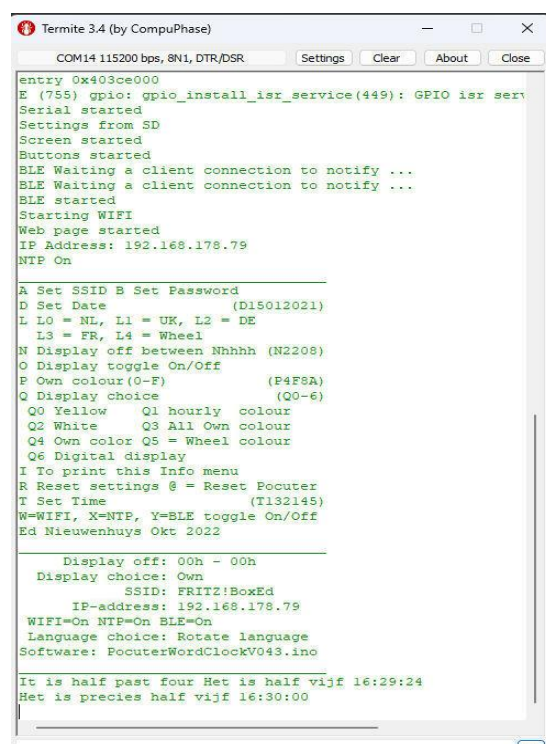 Termite 3.4 (by CompuPhase)
COM14 115200 bps, 8N1, DTR/DSR Settings Clear About Close
entry 0x403ce000
E (755) gpio: gpio_install_isr_service(449): GPIO isr serv
Serial started
Settings from SD
Screen started
Buttons started
BLE Waiting a client connection to notify ...
BLE Waiting a client connection to notify ...
BLE started
Starting WIFI
Web page started
IP Address: 192.168.178.79
NTP On
A Set SSID B Set Password
D Set Date (D15012021)
L L0 = NL, L1 = UK, L2 = DE
L3 = FR, L4 = Wheel
N Display off between Nhhhh (N2208)
O Display toggle On/Off
P Own colour(0-F) (P4F8A)
Q Display choice (Q0-6)
Q0 Yellow Q1 hourly colour
Q2 White Q3 All Own colour
Q4 Own color Q5 = Wheel colour
Q6 Digital display
I To print this Info menu
R Reset settings @ = Reset Pocuter
T Set Time (T132145)
W=WIFI, X=NTP, Y=BLE toggle On/Off
Ed Nieuwenhuys Okt 2022
Display off: 00h - 00h
Display choice: Own
SSID: FRITZ!BoxEd
IP-address: 192.168.178.79
WIFI=On NTP=On BLE=On
Language choice: Rotate language
Software: PocuterWordClockV043.ino
It is half past four Het is half vijf 16:29:24
Het is precies half vijf 16:30:00